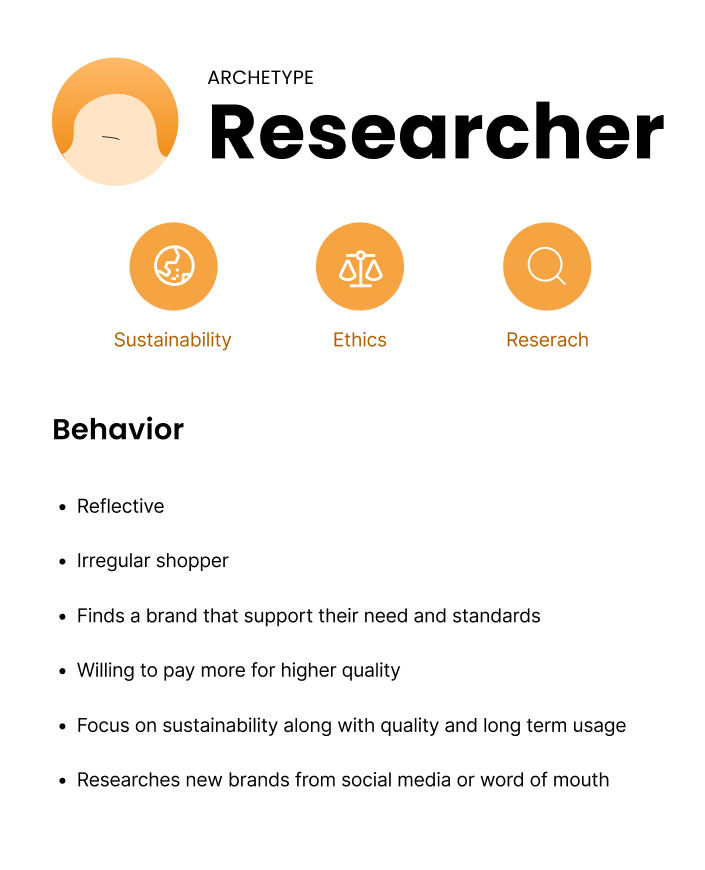 ARCHETYPE
Researcher
Sustainability
Ethics
Reserach
Behavior
• Reflective
• Irregular shopper
• Finds a brand that support their need and standards
• Willing to pay more for higher quality
• Focus on sustainability along with quality and long term usage
• Researches new brands from social media or word of mouth